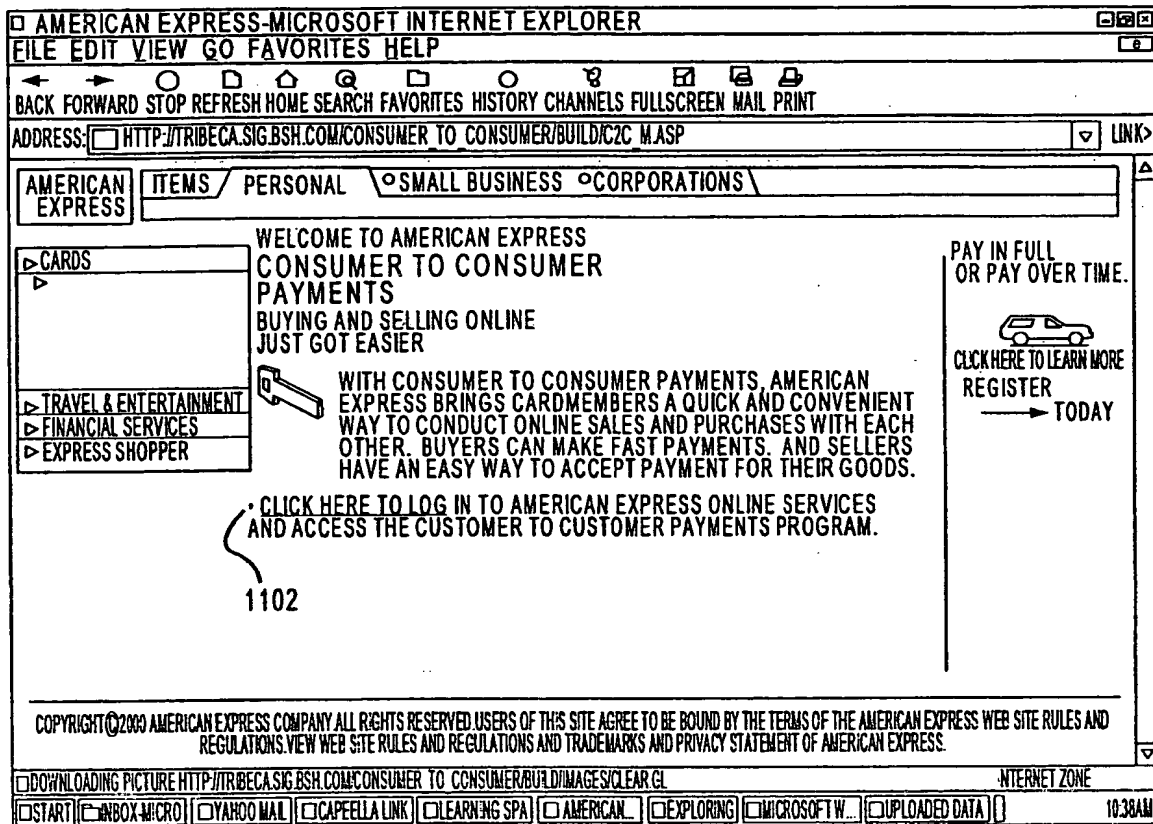 AMERICAN EXPRESS-MICROSOFT INTERNET EXPLORER
FILE EDIT VIEW GO FAVORITES HELP
BACK FORWARD STOP REFRESH HOME SEARCH FAVORITES HISTORY CHANNELS FULLSCREEN MAIL PRINT
ADDRESS: HTTP://TRIBECA.SIG.BSH.COM/CONSUMER_TO_CONSUMER/BUILD/C2C_M.ASP LINK>
AMERICAN EXPRESS
ITEMS PERSONAL SMALL BUSINESS CORPORATIONS
CARDS
TRAVEL & ENTERTAINMENT
FINANCIAL SERVICES
EXPRESS SHOPPER
WELCOME TO AMERICAN EXPRESS
CONSUMER TO CONSUMER
PAYMENTS
BUYING AND SELLING ONLINE
JUST GOT EASIER
WITH CONSUMER TO CONSUMER PAYMENTS, AMERICAN
EXPRESS BRINGS CARDMEMBERS A QUICK AND CONVENIENT
WAY TO CONDUCT ONLINE SALES AND PURCHASES WITH EACH
OTHER. BUYERS CAN MAKE FAST PAYMENTS. AND SELLERS
HAVE AN EASY WAY TO ACCEPT PAYMENT FOR THEIR GOODS.
· CLICK HERE TO LOG IN TO AMERICAN EXPRESS ONLINE SERVICES
AND ACCESS THE CUSTOMER TO CUSTOMER PAYMENTS PROGRAM.
1102
PAY IN FULL
OR PAY OVER TIME.
CLICK HERE TO LEARN MORE
REGISTER
TODAY
COPYRIGHT©2000 AMERICAN EXPRESS COMPANY ALL RIGHTS RESERVED.USERS OF THIS SITE AGREE TO BE BOUND BY THE TERMS OF THE AMERICAN EXPRESS WEB SITE RULES AND
REGULATIONS.VIEW WEB SITE RULES AND REGULATIONS AND TRADEMARKS AND PRIVACY STATEMENT OF AMERICAN EXPRESS.
DOWNLOADING PICTURE HTTP://TRIBECA.SIG.BSH.COM/CONSUMER_TO_CONSUMER/BUILD/IMAGES/CLEAR.GL INTERNET ZONE
START INBOX-MICRO YAHOO MAIL CAPEELLA LINK LEARNING SPA AMERICAN... EXPLORING MICROSOFT W... UPLOADED DATA 10:38AM